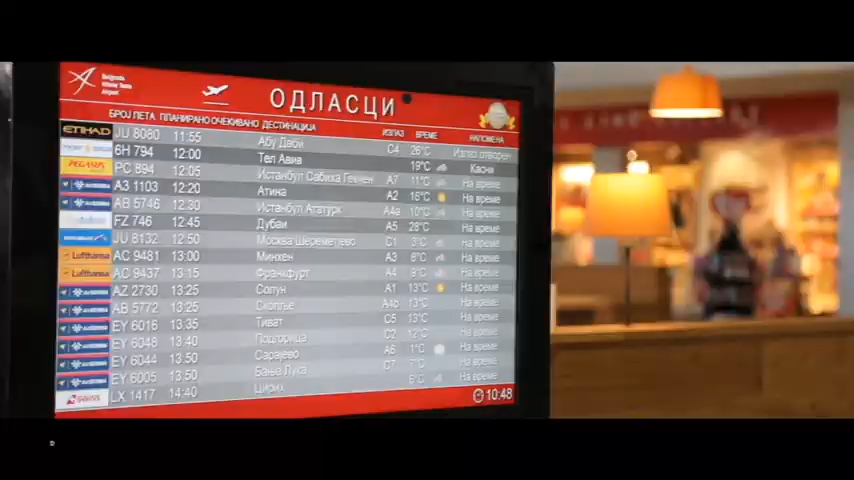 Belgrade
Nikola Tesla
Airport
ОДЛАСЦИ
БРОЈ ЛЕТА ПЛАНИРАНО ОЧЕКИВАНО ДЕСТИНАЦИЈА ИЗЛАЗ ВРЕМЕ НАПОМЕНА
ETIHAD JU 8080 11:55 Абу Даби C4 26°C Излаз отворен
6H 794 12:00 Тел Авив 19°C Касни
PEGASUS PC 894 12:05 Истанбул Сабиха Гекчен A7 11°C На време
A3 1103 12:20 Атина A2 16°C На време
AB 5746 12:30 Истанбул Ататурк A4a 10°C На време
FZ 746 12:45 Дубаи A5 28°C На време
JU 8132 12:50 Москва Шереметјево C1 3°C На време
Lufthansa AC 9481 13:00 Минхен A3 6°C На време
Lufthansa AC 9437 13:15 Франкфурт A4 9°C На време
AZ 2730 13:25 Солун A1 13°C На време
AB 5772 13:25 Скопље A4b 13°C На време
EY 6016 13:35 Тиват C5 13°C На време
EY 6048 13:40 Подгорица C2 12°C На време
EY 6044 13:50 Сарајево A6 1°C На време
EY 6005 13:50 Бања Лука C7 7°C На време
SWISS LX 1417 14:40 Цирих 6°C На време
10:48